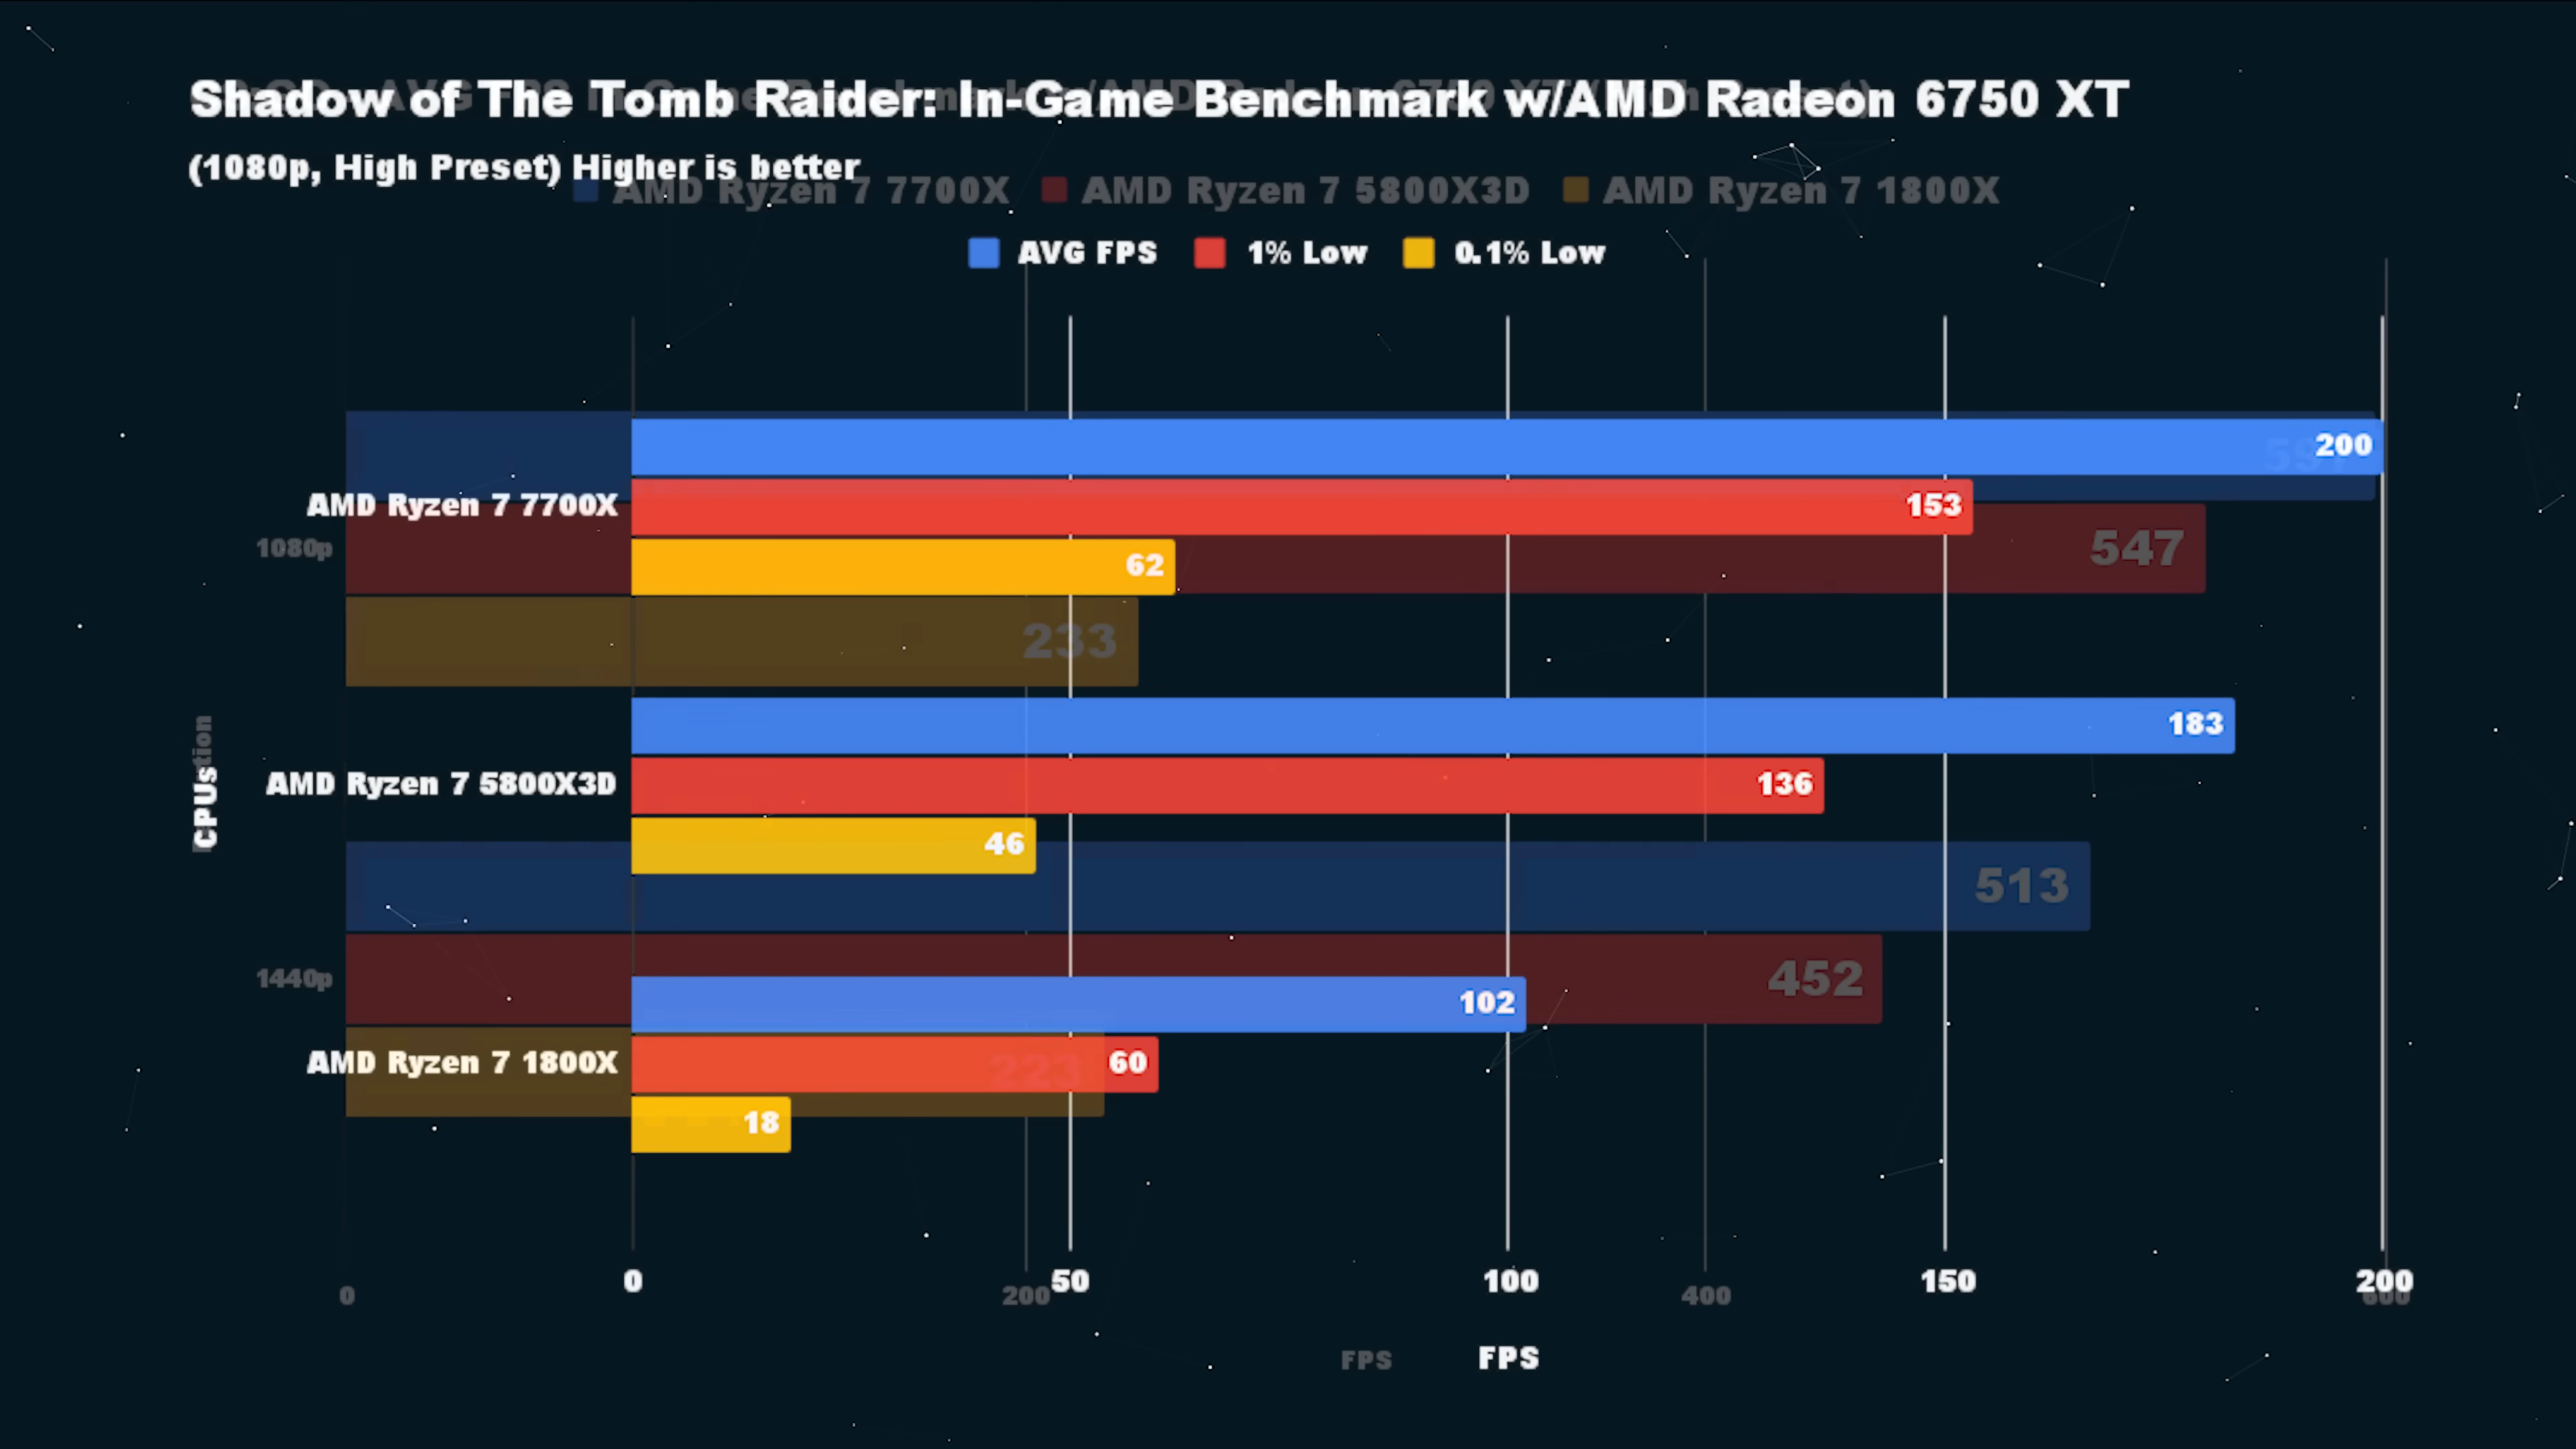 Shadow of The Tomb Raider: In-Game Benchmark w/AMD Radeon 6750 XT
(1080p, High Preset) Higher is better
AMD Ryzen 7 7700X AMD Ryzen 7 5800X3D AMD Ryzen 7 1800X
AVG FPS 1% Low 0.1% Low
200
AMD Ryzen 7 7700X 153
1080p 547
62
233
183
AMD Ryzen 7 5800X3D 136
CPUs
46
513
1440p 452
102
AMD Ryzen 7 1800X 223 60
18
0 50 100 150 200
0 200 400 600
FPS FPS